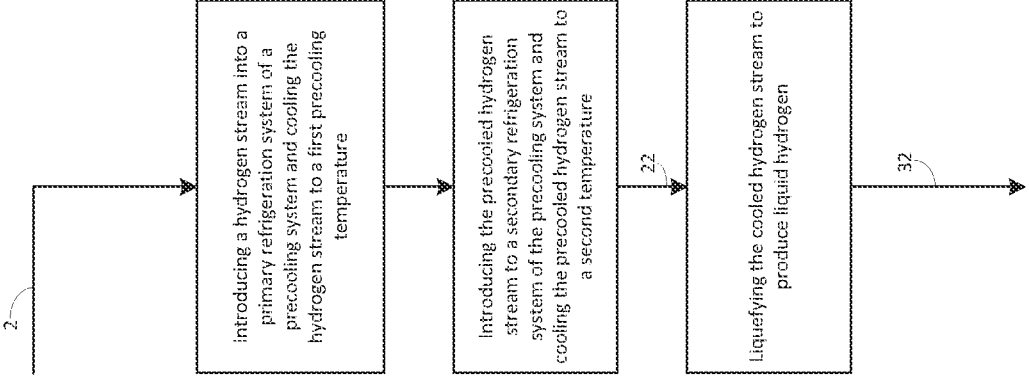 2
Introducing a hydrogen stream into a
primary refrigeration system of a
precooling system and cooling the
hydrogen stream to a first precooling
temperature
Introducing the precooled hydrogen
stream to a secondary refrigeration
system of the precooling system and
cooling the precooled hydrogen stream to
a second temperature
22
Liquefying the cooled hydrogen stream to
produce liquid hydrogen
32